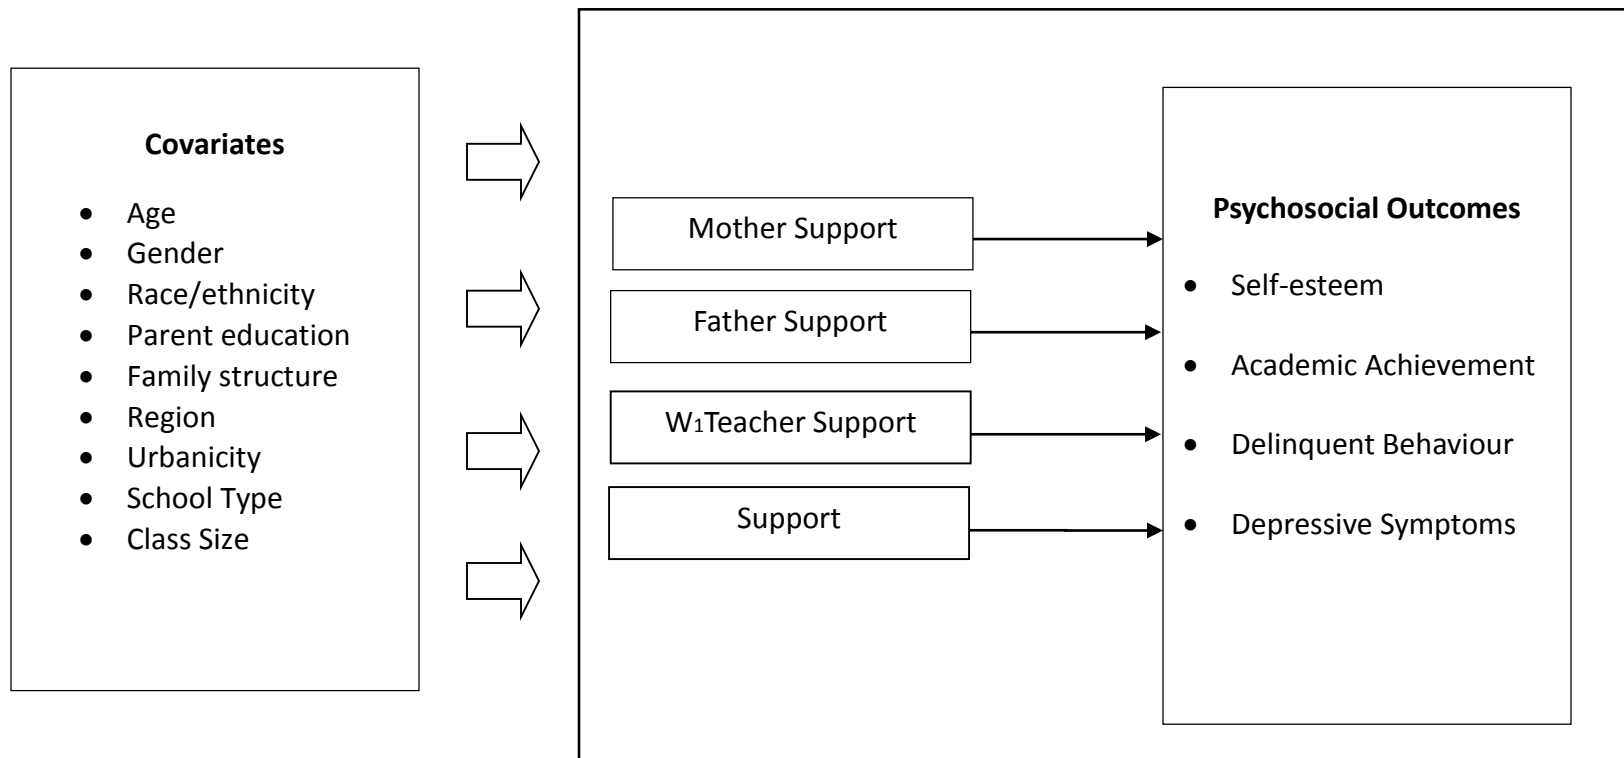 Covariates
• Age
• Gender
• Race/ethnicity
• Parent education
• Family structure
• Region
• Urbanicity
• School Type
• Class Size
Mother Support
Father Support
W₁Teacher Support
Support
Psychosocial Outcomes
• Self-esteem
• Academic Achievement
• Delinquent Behaviour
• Depressive Symptoms